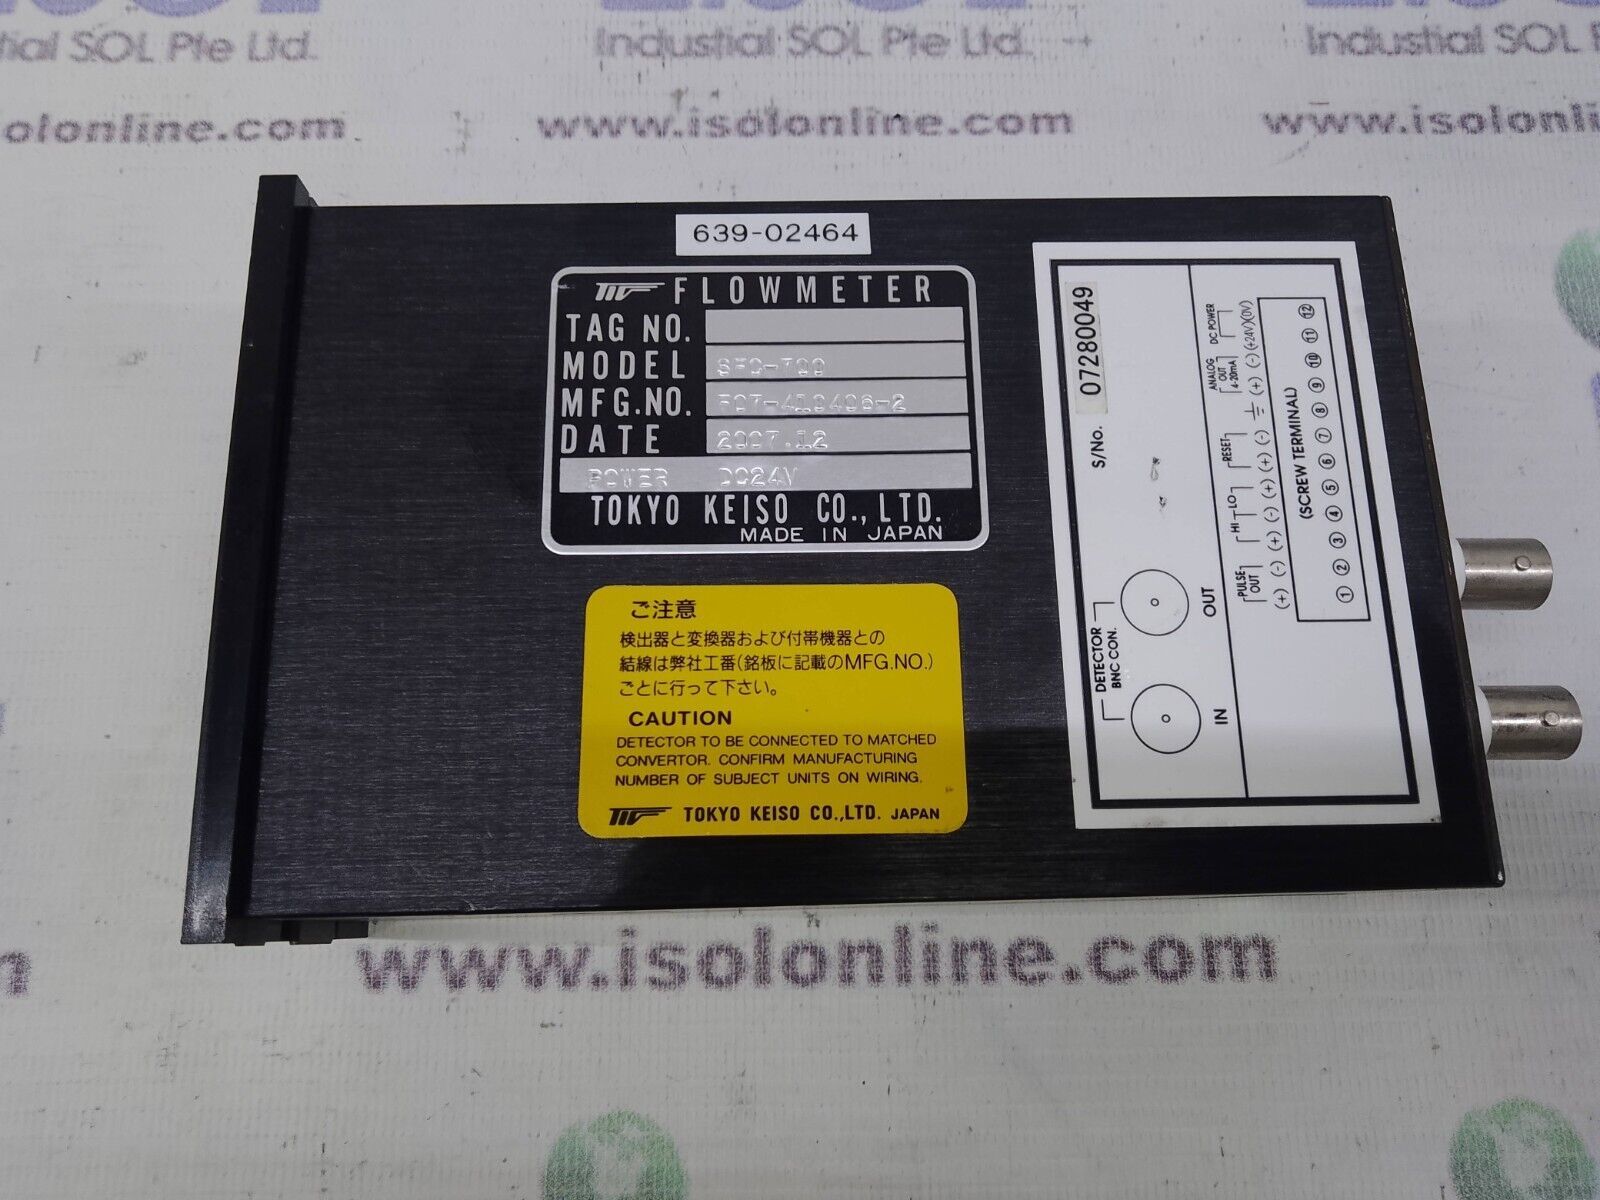 Industial SOL Pte Ltd.
Industial SOL Pte Ltd.
Industial SOL P
solonline.com
www.isolonline.com
www.isolonli
639-02464
FLOWMETER
TAG NO.
MODEL SFC-700
MFG.NO.
DATE 2007.12
POWER DC24V
TOKYO KEISO CO., LTD.
MADE IN JAPAN
ご注意
検出器と変換器および付帯機器との
結線は弊社工番(銘板に記載のMFG.NO.)
ごとに行って下さい。
CAUTION
DETECTOR TO BE CONNECTED TO MATCHED
CONVERTOR. CONFIRM MANUFACTURING
NUMBER OF SUBJECT UNITS ON WIRING.
TOKYO KEISO CO.,LTD. JAPAN
S/No. 07280049
DETECTOR
BNC CON.
IN OUT
PULSE OUT HI LO RESET ANALOG OUT 4-20mA DC POWER
(+) (-) (+) (-) (+) (+) (-) ⏚ (+) (-) (+24V) (0V)
(SCREW TERMINAL)
① ② ③ ④ ⑤ ⑥ ⑦ ⑧ ⑨ ⑩ ⑪ ⑫
www.isolonline.com